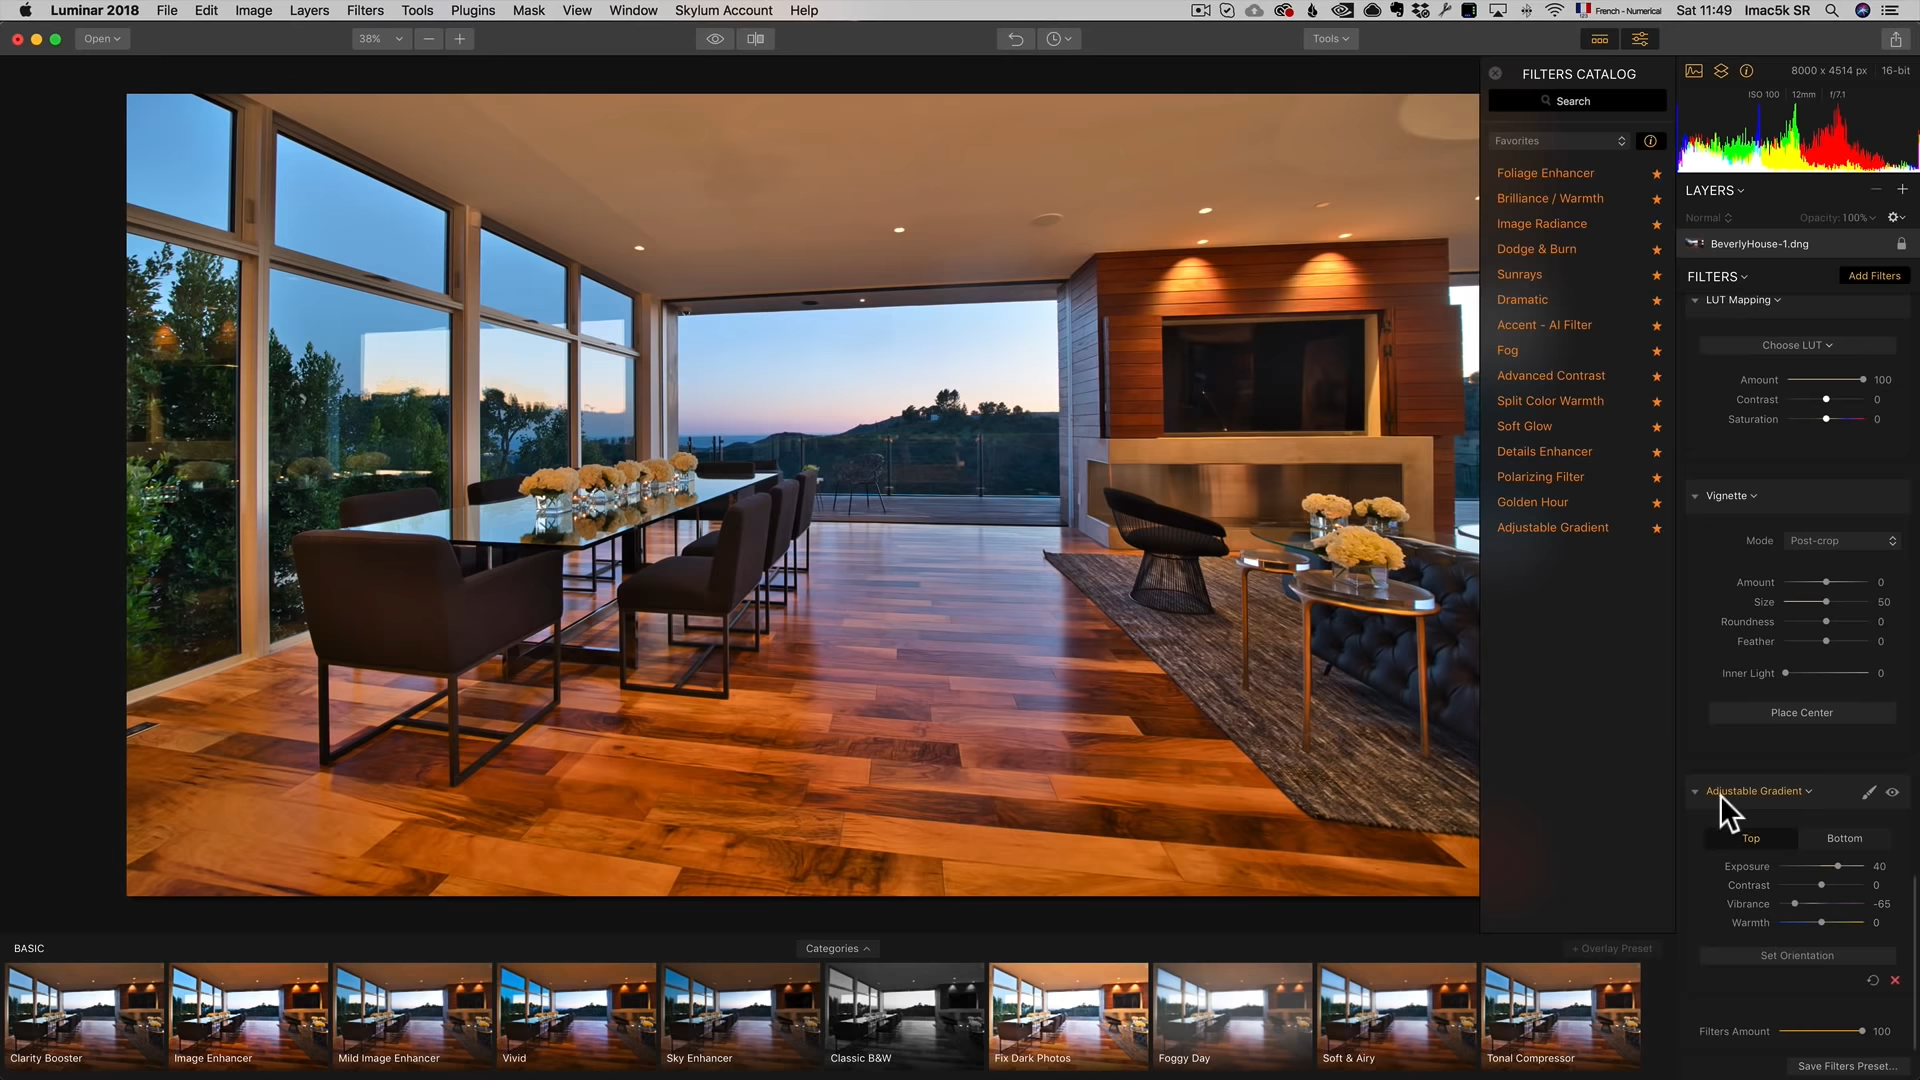 Luminar 2018 File Edit Image Layers Filters Tools Plugins Mask View Window Skylum Account Help French - Numerical Sat 11:49 Imac5k SR
Open 38% Tools
FILTERS CATALOG
Search
Favorites
Foliage Enhancer
Brilliance / Warmth
Image Radiance
Dodge & Burn
Sunrays
Dramatic
Accent - AI Filter
Fog
Advanced Contrast
Split Color Warmth
Soft Glow
Details Enhancer
Polarizing Filter
Golden Hour
Adjustable Gradient
8000 x 4514 px 16-bit
ISO 100 12mm f/7.1
LAYERS
Normal Opacity: 100%
BeverlyHouse-1.dng
FILTERS Add Filters
LUT Mapping
Choose LUT
Amount 100
Contrast 0
Saturation 0
Vignette
Mode Post-crop
Amount 0
Size 50
Roundness 0
Feather 0
Inner Light 0
Place Center
Adjustable Gradient
Top Bottom
Exposure 40
Contrast 0
Vibrance -65
Warmth 0
Set Orientation
Filters Amount 100
Save Filters Preset...
BASIC Categories + Overlay Preset
Clarity Booster Image Enhancer Mild Image Enhancer Vivid Sky Enhancer Classic B&W Fix Dark Photos Foggy Day Soft & Airy Tonal Compressor